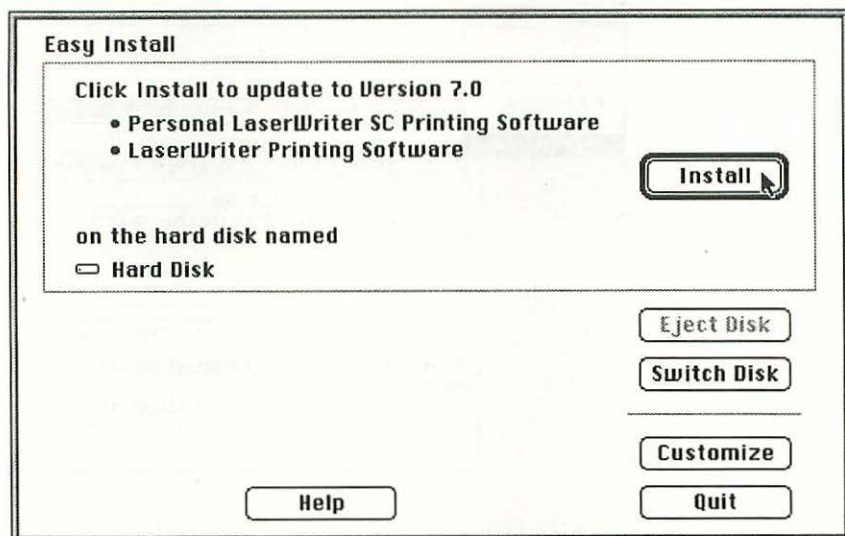 Easy Install
Click Install to update to Version 7.0
• Personal LaserWriter SC Printing Software
• LaserWriter Printing Software
Install
on the hard disk named
Hard Disk
Eject Disk
Switch Disk
Customize
Help
Quit